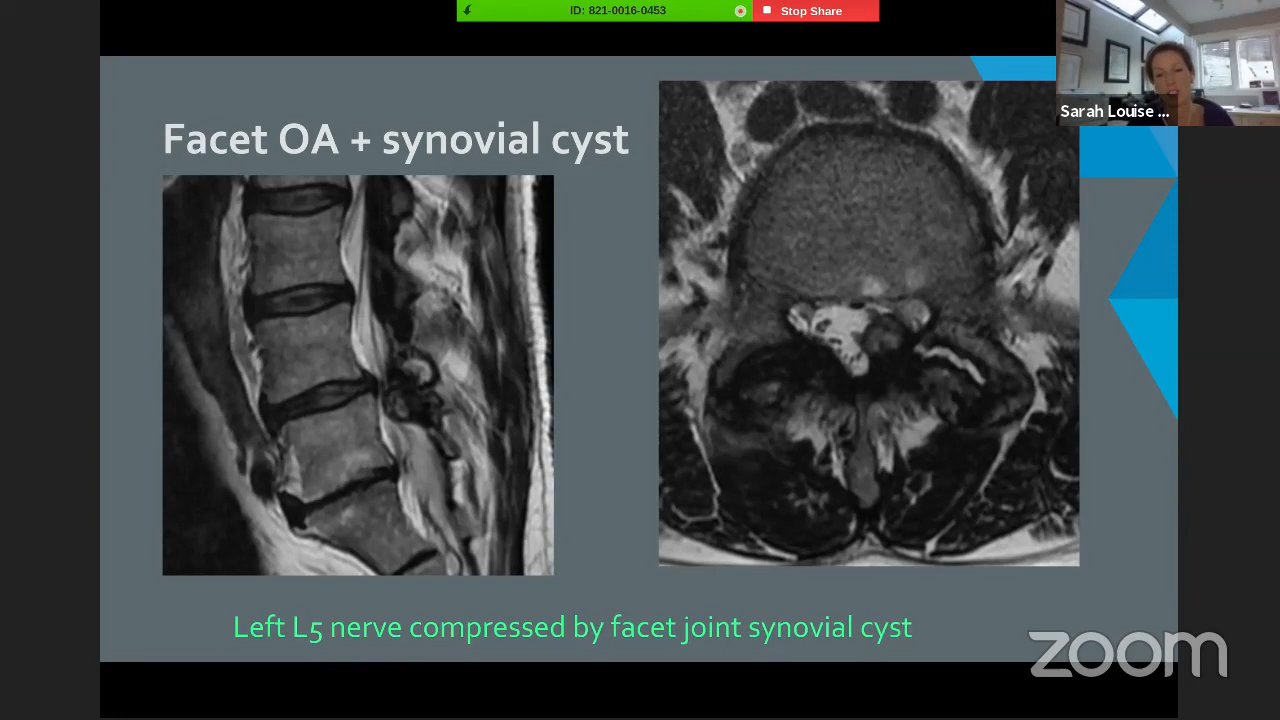 ID: 821-0016-0453
Stop Share
Sarah Louise ...
Facet OA + synovial cyst
Left L5 nerve compressed by facet joint synovial cyst
zoom